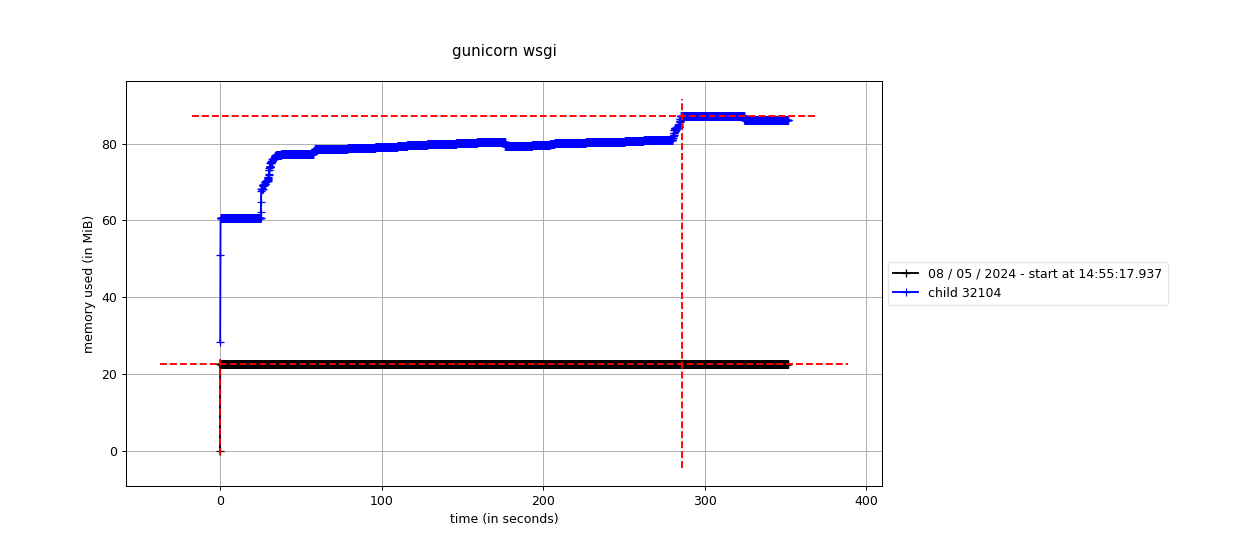 gunicorn wsgi
memory used (in MiB)
80
60
40
20
0
0 100 200 300 400
time (in seconds)
08 / 05 / 2024 - start at 14:55:17.937
child 32104